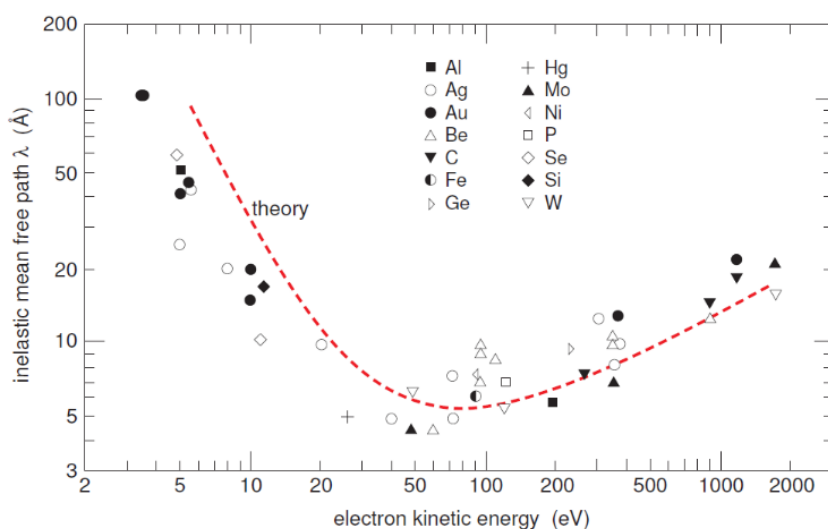 200
100
50
20
10
5
3
2 5 10 20 50 100 200 500 1000 2000
inelastic mean free path λ (Å)
electron kinetic energy (eV)
theory
Al
Ag
Au
Be
C
Fe
Ge
Hg
Mo
Ni
P
Se
Si
W